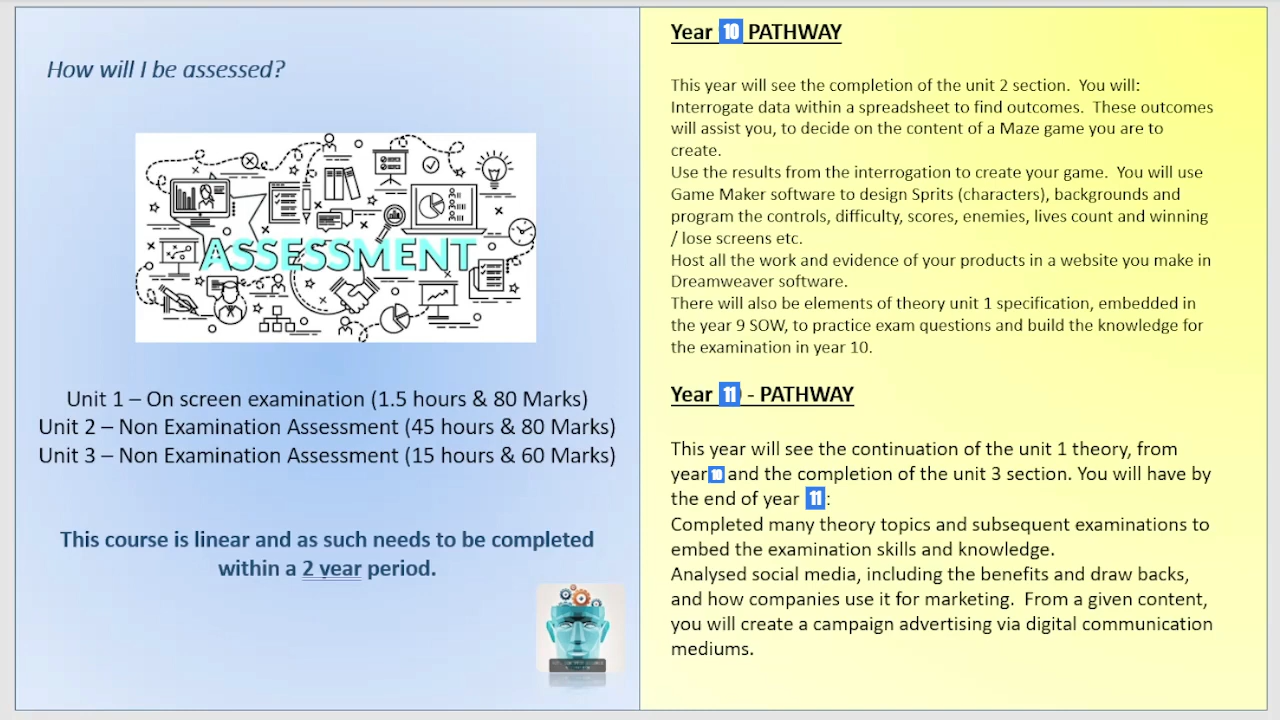 How will I be assessed?
ASSESSMENT
Unit 1 – On screen examination (1.5 hours & 80 Marks)
Unit 2 – Non Examination Assessment (45 hours & 80 Marks)
Unit 3 – Non Examination Assessment (15 hours & 60 Marks)
This course is linear and as such needs to be completed
within a 2 year period.
Year 10 PATHWAY
This year will see the completion of the unit 2 section.  You will:
Interrogate data within a spreadsheet to find outcomes.  These outcomes
will assist you, to decide on the content of a Maze game you are to
create.
Use the results from the interrogation to create your game.  You will use
Game Maker software to design Sprits (characters), backgrounds and
program the controls, difficulty, scores, enemies, lives count and winning
/ lose screens etc.
Host all the work and evidence of your products in a website you make in
Dreamweaver software.
There will also be elements of theory unit 1 specification, embedded in
the year 9 SOW, to practice exam questions and build the knowledge for
the examination in year 10.
Year 11 - PATHWAY
This year will see the continuation of the unit 1 theory, from
year 10 and the completion of the unit 3 section. You will have by
the end of year 11:
Completed many theory topics and subsequent examinations to
embed the examination skills and knowledge.
Analysed social media, including the benefits and draw backs,
and how companies use it for marketing.  From a given content,
you will create a campaign advertising via digital communication
mediums.